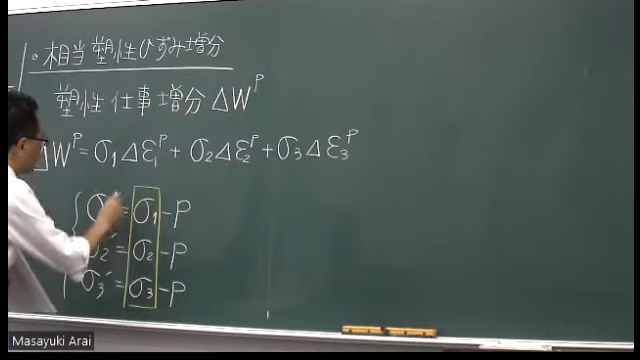 ・相当塑性ひずみ増分
塑性仕事増分 ΔW^P
ΔW^P = σ₁Δε₁^P + σ₂Δε₂^P + σ₃Δε₃^P
= σ₁ - P
σ₂′ = σ₂ - P
σ₃′ = σ₃ - P
Masayuki Arai